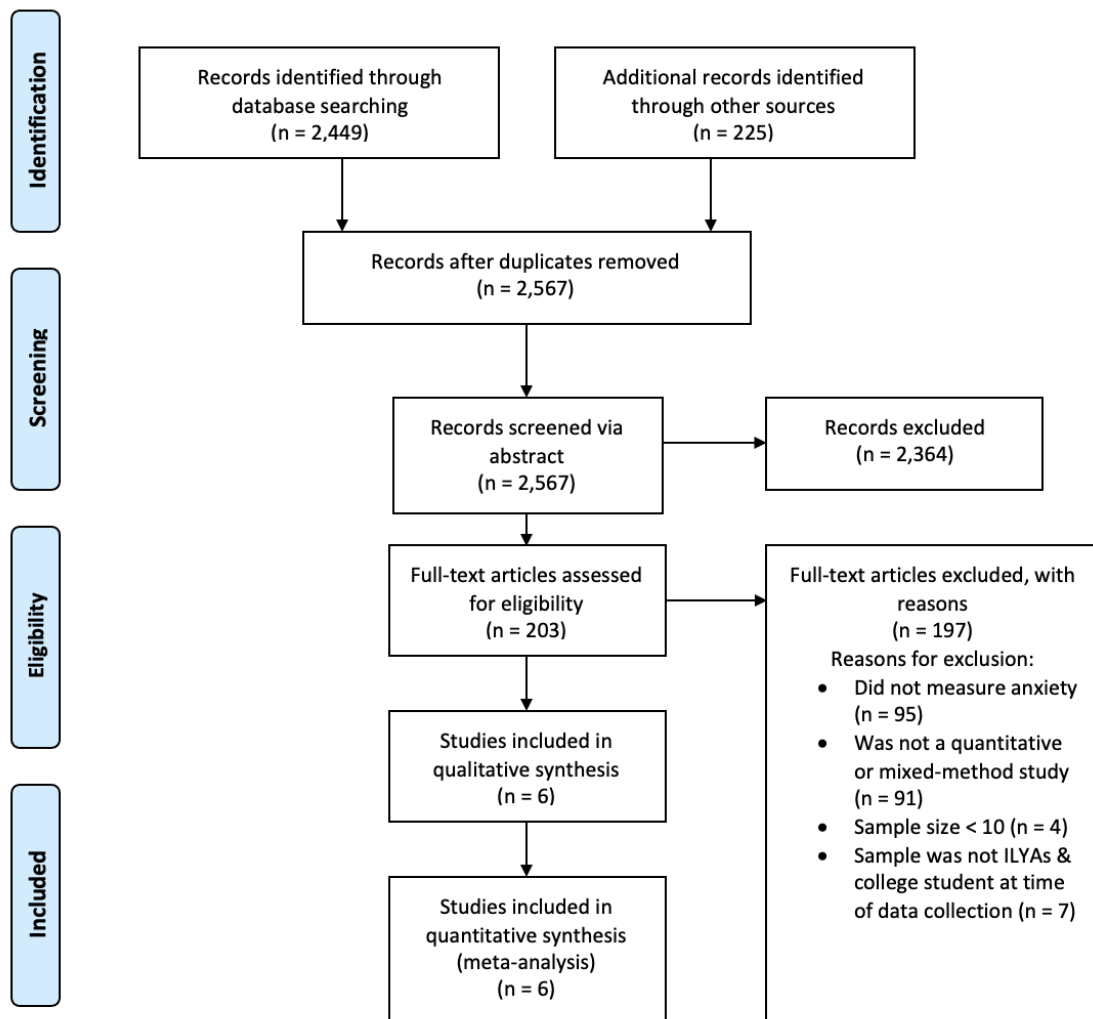 Identification
Records identified through
database searching
(n = 2,449)
Additional records identified
through other sources
(n = 225)
Records after duplicates removed
(n = 2,567)
Screening
Records screened via
abstract
(n = 2,567)
Records excluded
(n = 2,364)
Eligibility
Full-text articles assessed
for eligibility
(n = 203)
Full-text articles excluded, with
reasons
(n = 197)
Reasons for exclusion:
• Did not measure anxiety
(n = 95)
• Was not a quantitative
or mixed-method study
(n = 91)
• Sample size < 10 (n = 4)
• Sample was not ILYAs &
college student at time
of data collection (n = 7)
Studies included in
qualitative synthesis
(n = 6)
Included
Studies included in
quantitative synthesis
(meta-analysis)
(n = 6)